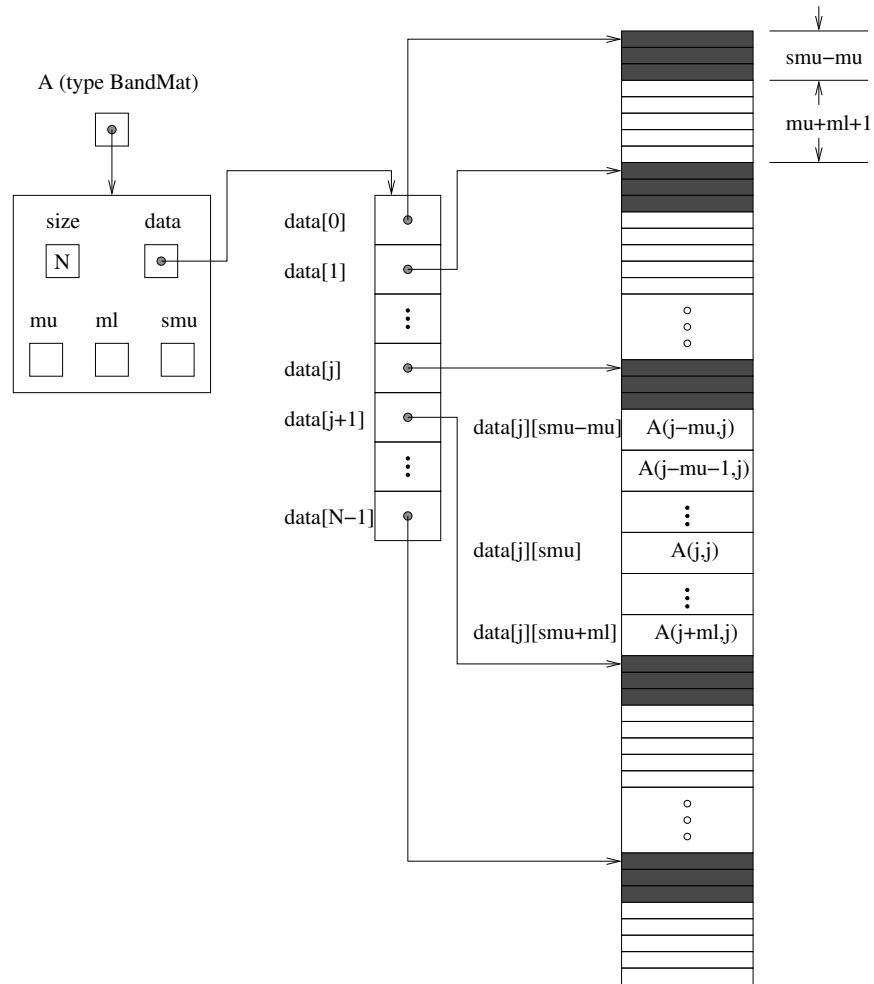 A (type BandMat)
size
data
N
mu
ml
smu
data[0]
data[1]
data[j]
data[j+1]
data[N−1]
smu−mu
mu+ml+1
data[j][smu−mu]
A(j−mu,j)
A(j−mu−1,j)
data[j][smu]
A(j,j)
data[j][smu+ml]
A(j+ml,j)